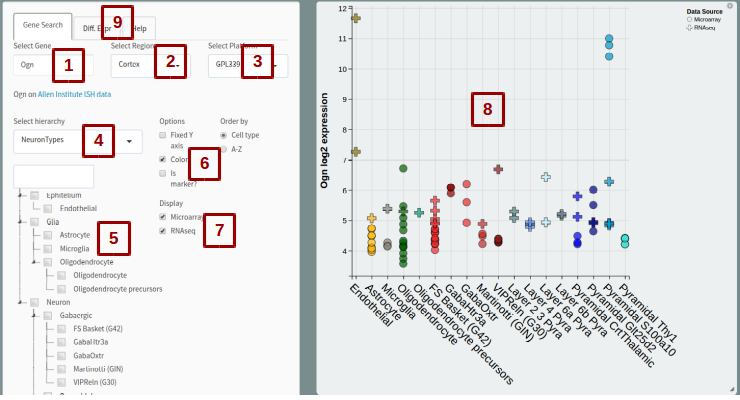 Gene Search
Diff. Expr
Help
9
Select Gene
Select Region
Select Platform
Ogn
1
Cortex
2
GPL339
3
Ogn on Allen Institute ISH data
Select hierarchy
NeuronTypes
4
Options
Fixed Y
axis
Color
Is
marker?
6
Order by
Cell type
A-Z
Display
Microarray
RNAseq
7
Epithelium
Endothelial
Glia
Astrocyte
Microglia
5
Oligodendrocyte
Oligodendrocyte
Oligodendrocyte precursors
Neuron
Gabaergic
FS Basket (G42)
GabaHtr3a
GabaOxtr
Martinotti (GIN)
VIPReln (G30)
Data Source
Microarray
RNAseq
8
Ogn log2 expression
12
11
10
9
8
7
6
5
4
Endothelial
Astrocyte
Microglia
Oligodendrocyte
Oligodendrocyte precursors
FS Basket (G42)
GabaHtr3a
GabaOxtr
Martinotti (GIN)
VIPReln (G30)
Layer 2 3 Pyra
Layer 4 Pyra
Layer 6a Pyra
Layer 6b Pyra
Pyramidal CrtThalamic
Pyramidal Glt25d2
Pyramidal S100a10
Pyramidal Thy1